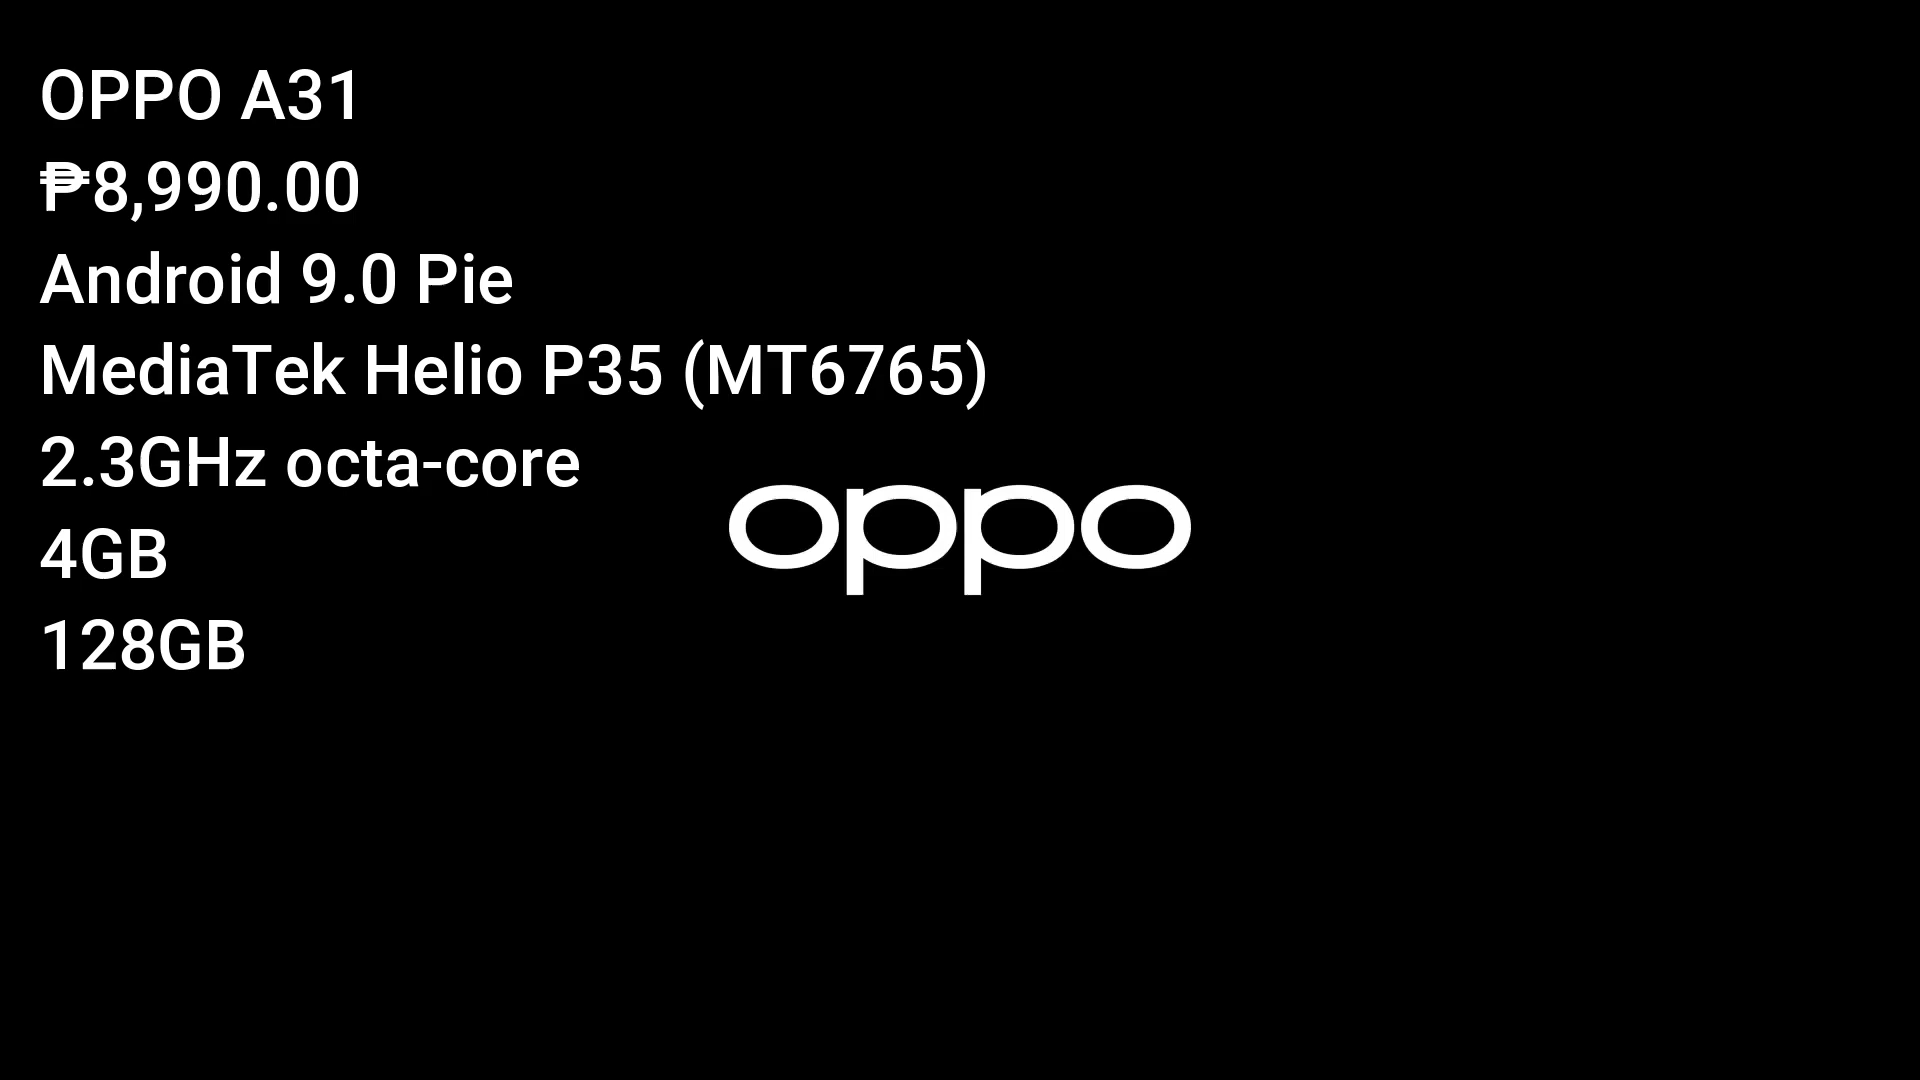 OPPO A31
₱8,990.00
Android 9.0 Pie
MediaTek Helio P35 (MT6765)
2.3GHz octa-core
4GB
128GB
oppo